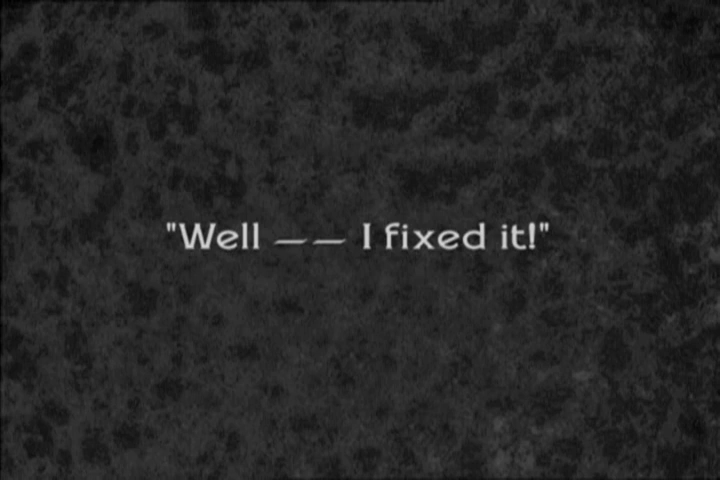 "Well — — I fixed it!"